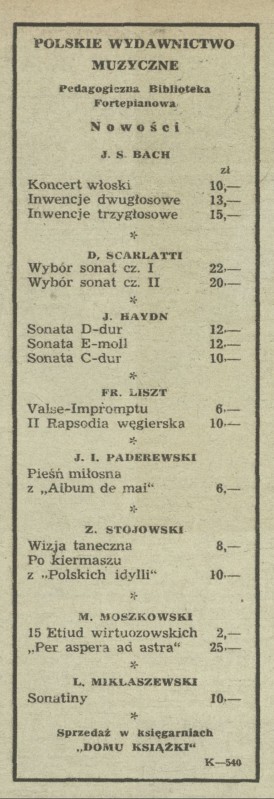 POLSKIE WYDAWNICTWO
MUZYCZNE
Pedagogiczna Biblioteka
Fortepianowa
Nowości
J. S. BACH
zł
Koncert włoski 10,—
Inwencje dwugłosowe 13,—
Inwencje trzygłosowe 15,—
*
D. SCARLATTI
Wybór sonat cz. I 22.—
Wybór sonat cz. II 20.—
*
J. HAYDN
Sonata D-dur 12.—
Sonata E-moll 12.—
Sonata C-dur 10.—
*
FR. LISZT
Valse-Impromptu 6.—
II Rapsodia węgierska 10.—
*
J. I. PADEREWSKI
Pieśń miłosna
z „Album de mai“ 6,—
*
Z. STOJOWSKI
Wizja taneczna 8,—
Po kiermaszu
z „Polskich idylli“ 10.—
*
M. MOSZKOWSKI
15 Etiud wirtuozowskich 2,—
„Per aspera ad astra“ 25.—
*
L. MIKLASZEWSKI
Sonatiny 10.—
*
Sprzedaż w księgarniach
„DOMU KSIĄŻKI“
K—540